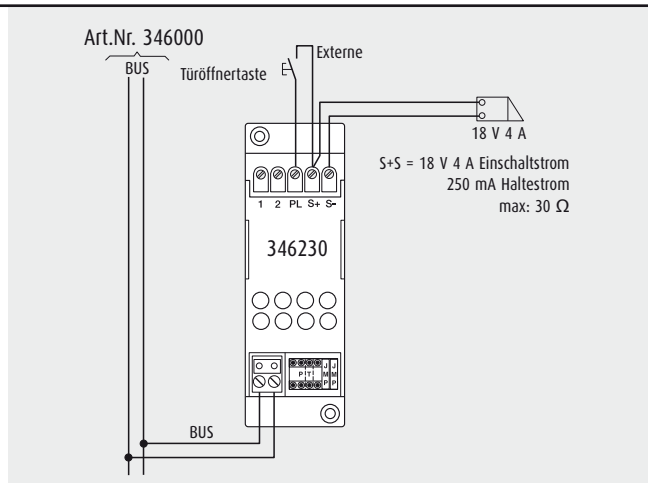 Art.Nr. 346000
BUS
Externe
Türöffnertaste
18 V 4 A
S+S = 18 V 4 A Einschaltstrom
250 mA Haltestrom
max: 30 Ω
1 2 PL S+ S-
346230
P T J J
M M
P P
BUS